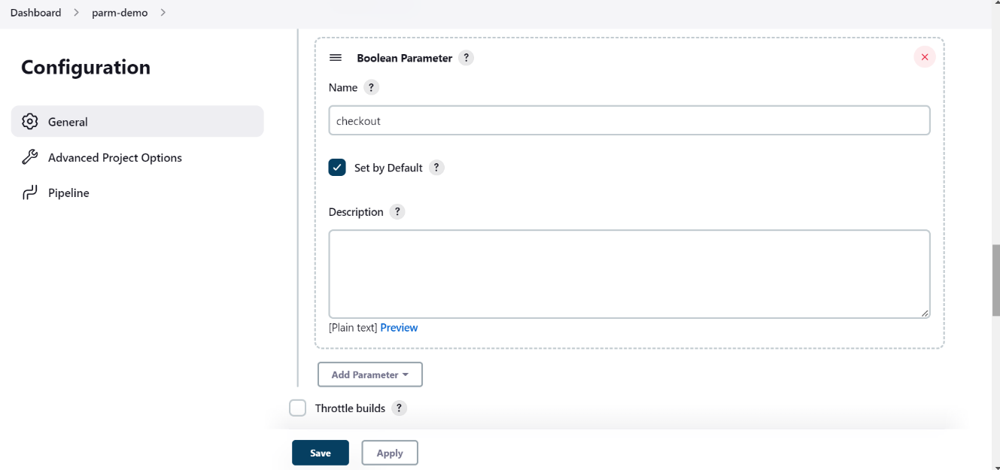 Dashboard > parm-demo >
Configuration
General
Advanced Project Options
Pipeline
Boolean Parameter ?
Name ?
checkout
Set by Default ?
Description ?
[Plain text] Preview
Add Parameter
Throttle builds ?
Save Apply